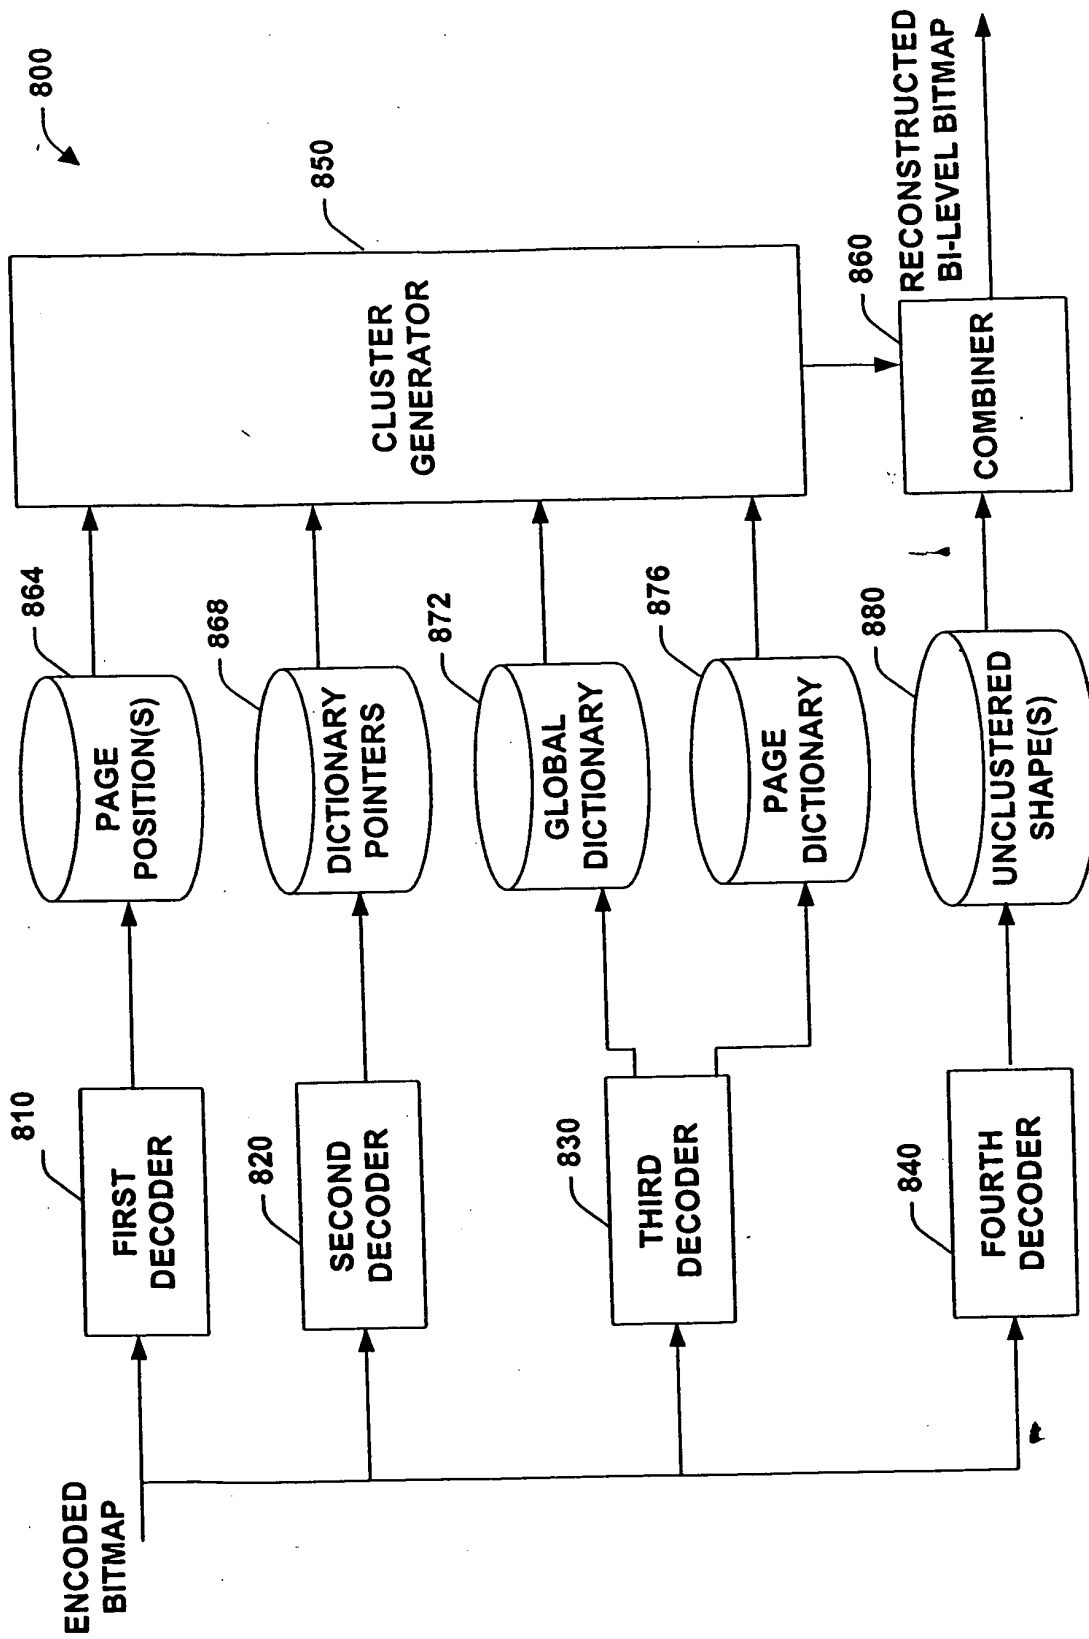 800
ENCODED
BITMAP
810
FIRST
DECODER
820
SECOND
DECODER
830
THIRD
DECODER
840
FOURTH
DECODER
864
PAGE
POSITION(S)
868
DICTIONARY
POINTERS
872
GLOBAL
DICTIONARY
876
PAGE
DICTIONARY
880
UNCLUSTERED
SHAPE(S)
850
CLUSTER
GENERATOR
860
COMBINER
RECONSTRUCTED
BI-LEVEL BITMAP